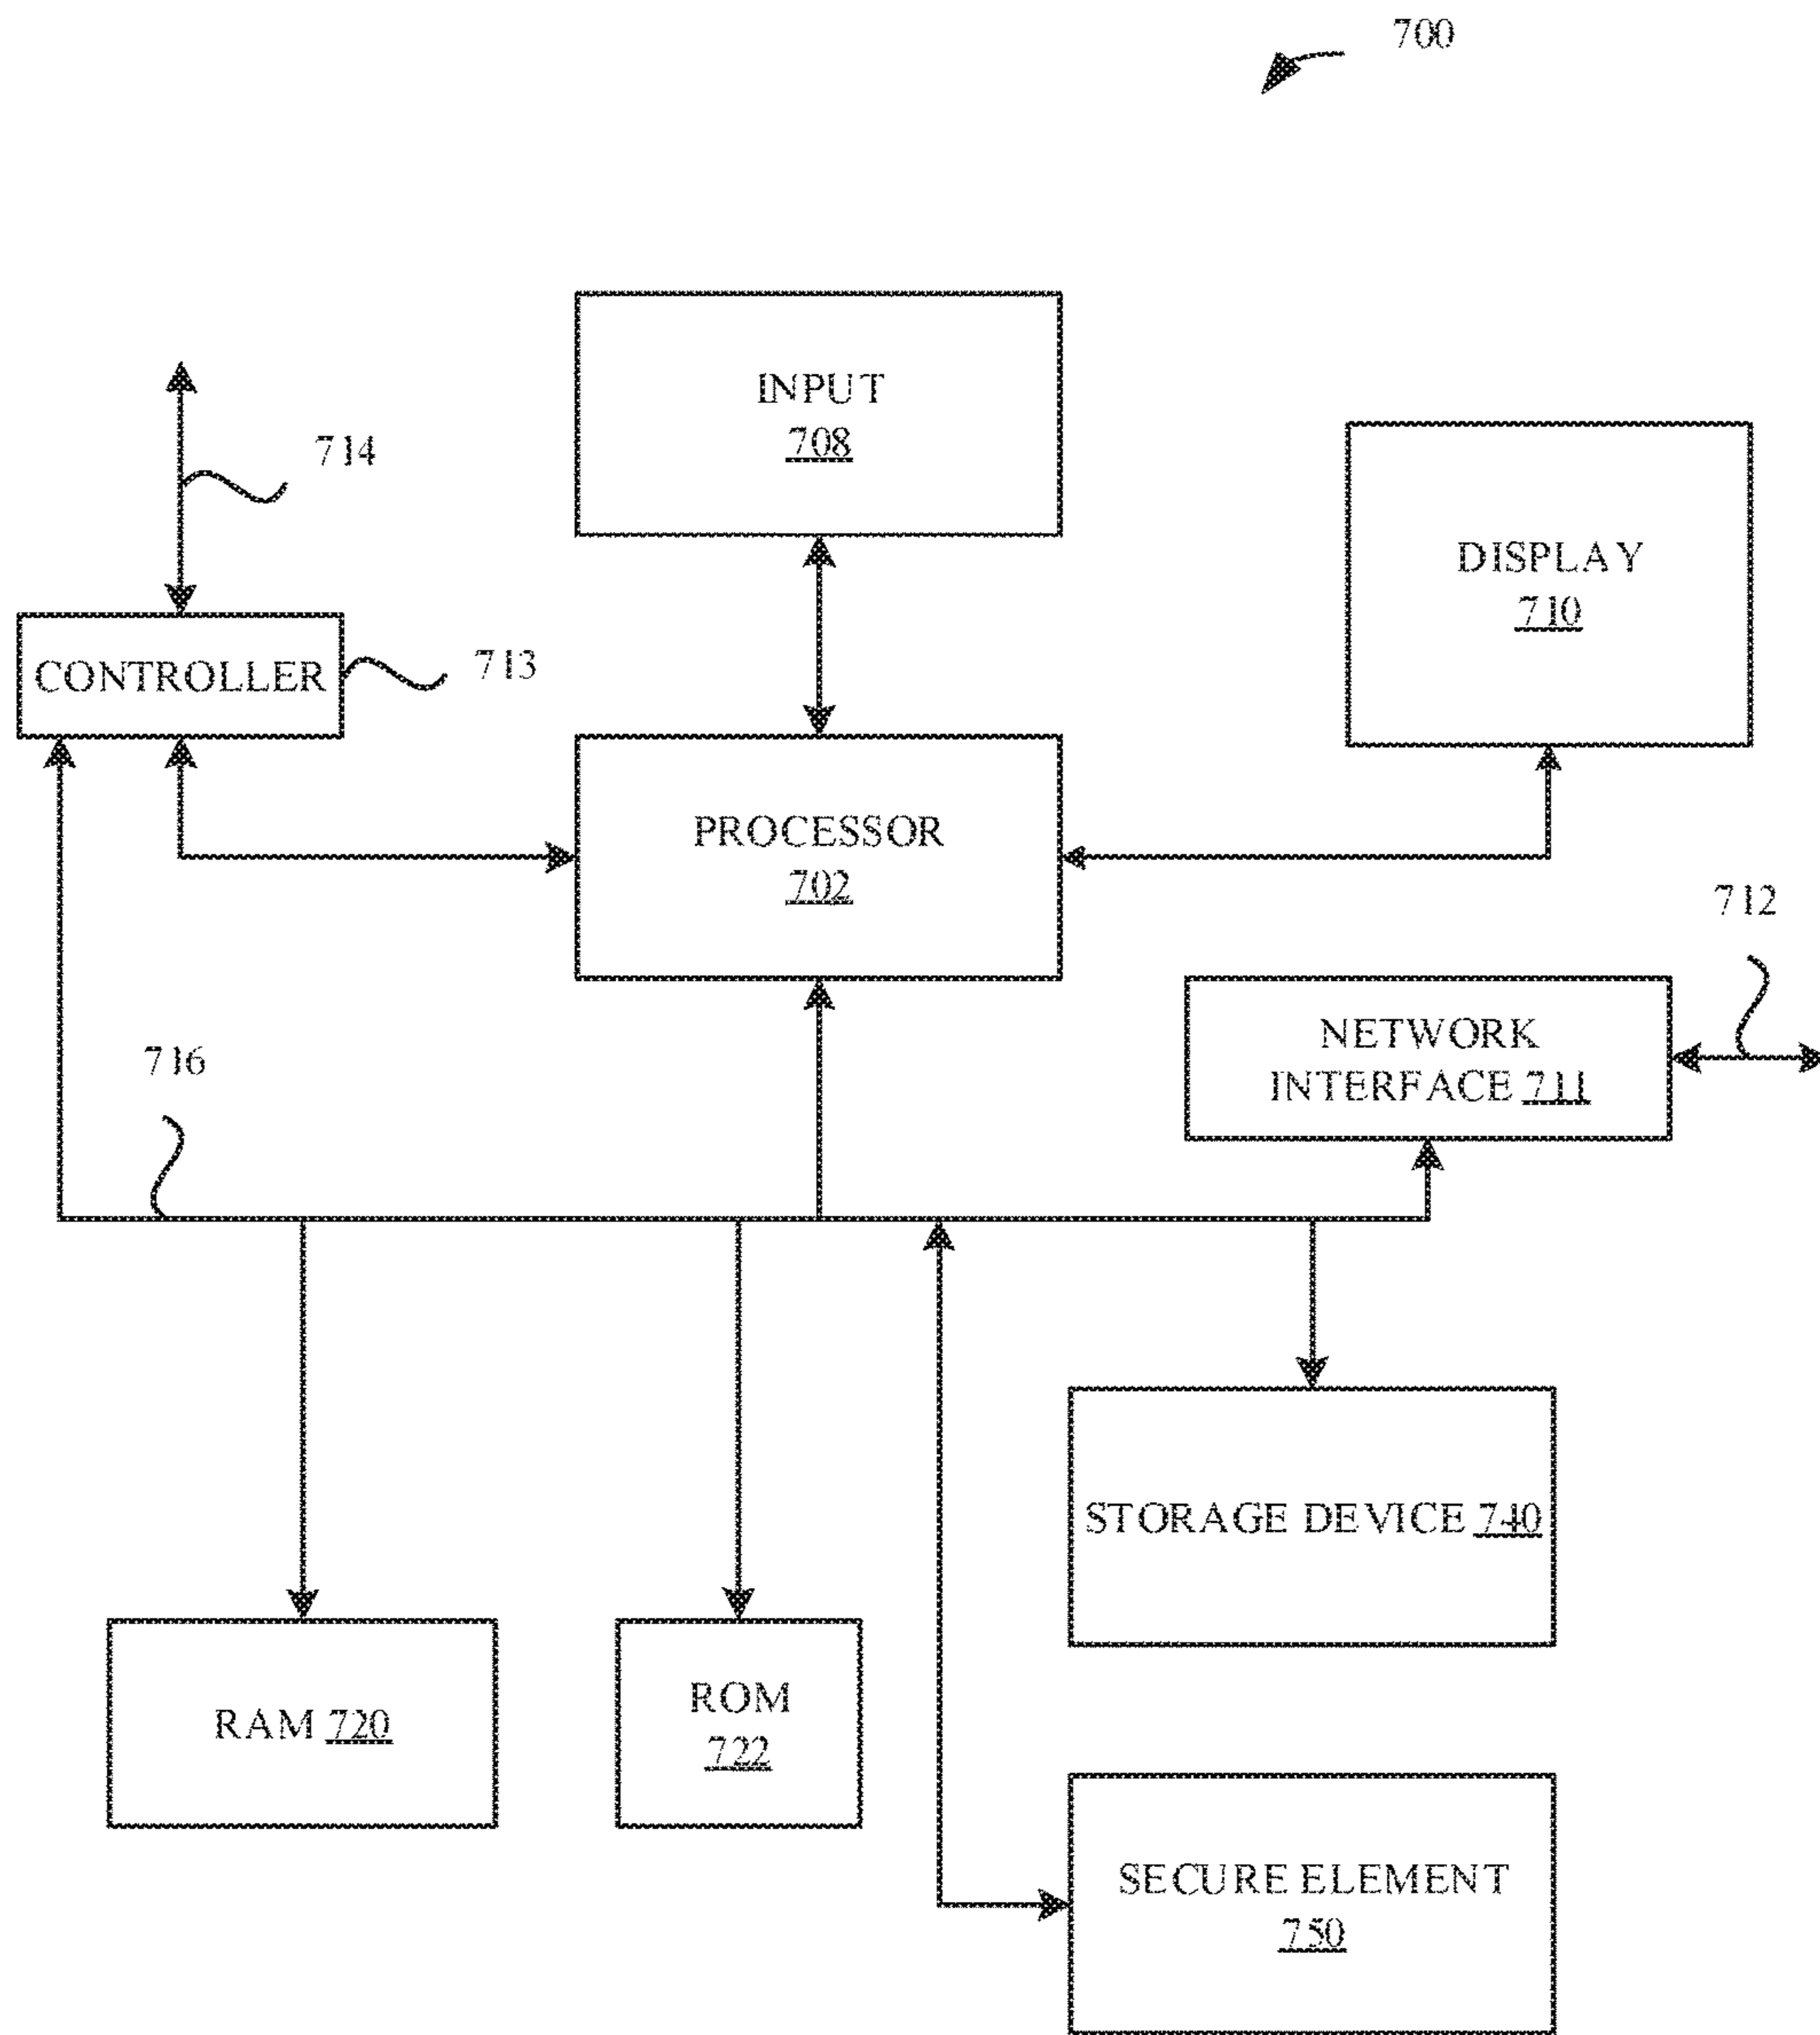 700
INPUT
708
714
DISPLAY
710
CONTROLLER
713
PROCESSOR
702
712
NETWORK
INTERFACE 711
716
STORAGE DEVICE 740
RAM 720
ROM
722
SECURE ELEMENT
750